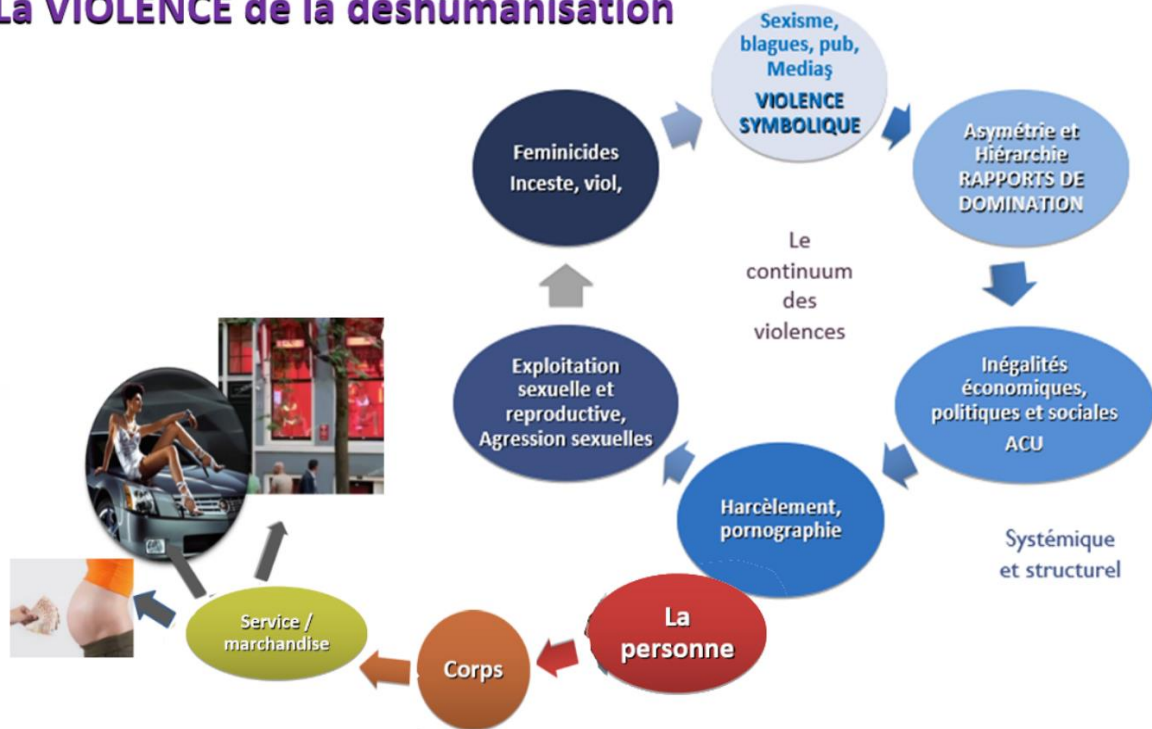 La VIOLENCE de la déshumanisation
Sexisme,
blagues, pub,
Mediaş
VIOLENCE
SYMBOLIQUE
Asymétrie et
Hiérarchie
RAPPORTS DE
DOMINATION
Inégalités
économiques,
politiques et sociales
ACU
Harcèlement,
pornographie
Exploitation
sexuelle et
reproductive,
Agression sexuelles
Feminicides
Inceste, viol,
Le
continuum
des
violences
Systémique
et structurel
La
personne
Corps
Service /
marchandise